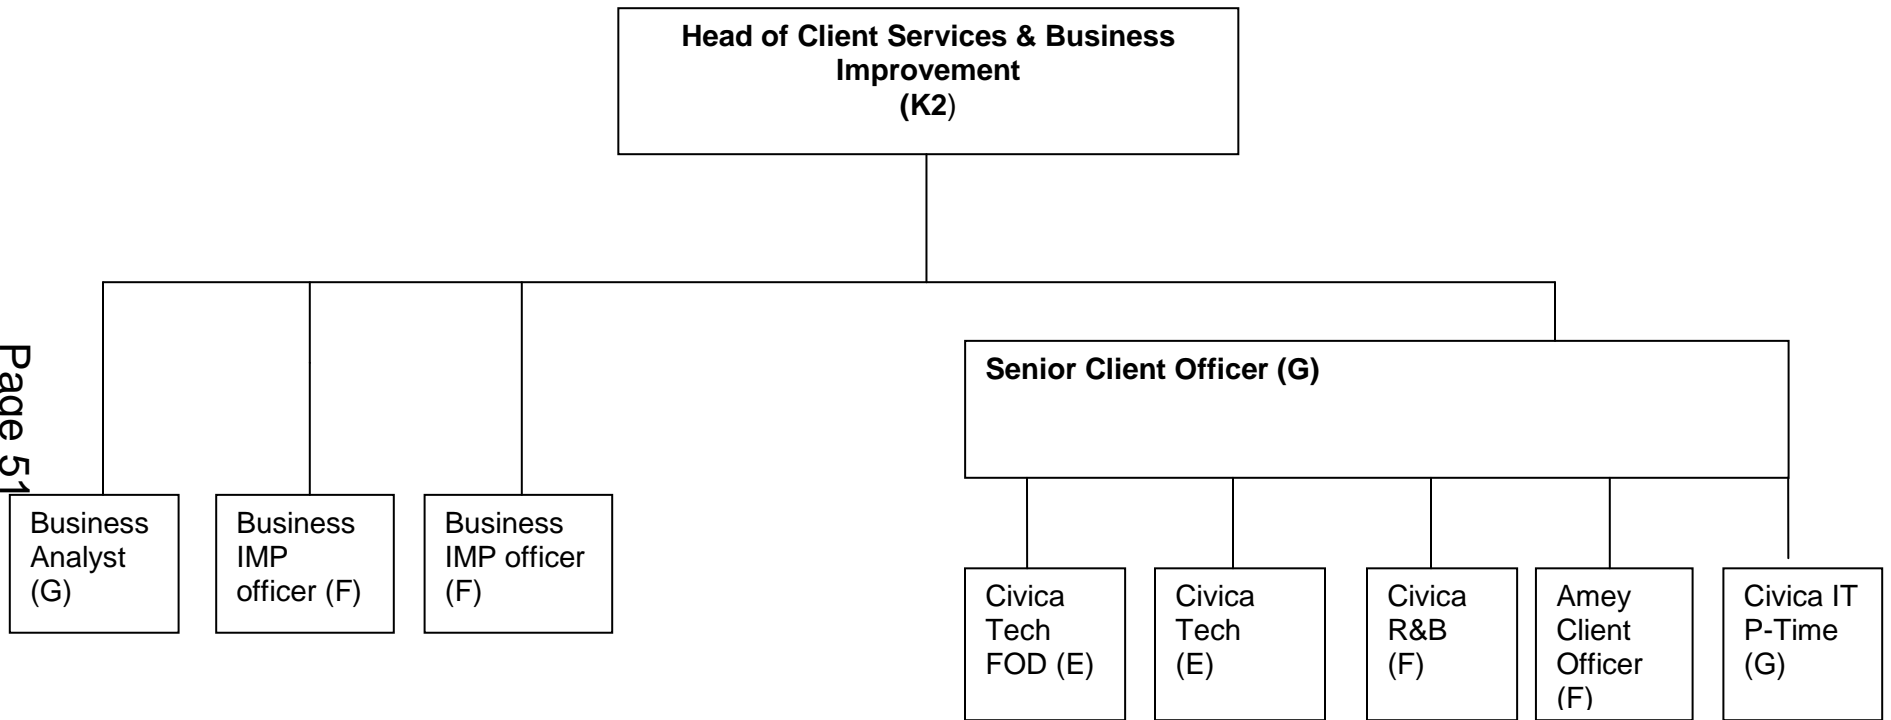 Head of Client Services & Business
Improvement
(K2)
Senior Client Officer (G)
Page 51
Business
Analyst
(G)
Business
IMP
officer (F)
Business
IMP officer
(F)
Civica
Tech
FOD (E)
Civica
Tech
(E)
Civica
R&B
(F)
Amey
Client
Officer
(F)
Civica IT
P-Time
(G)